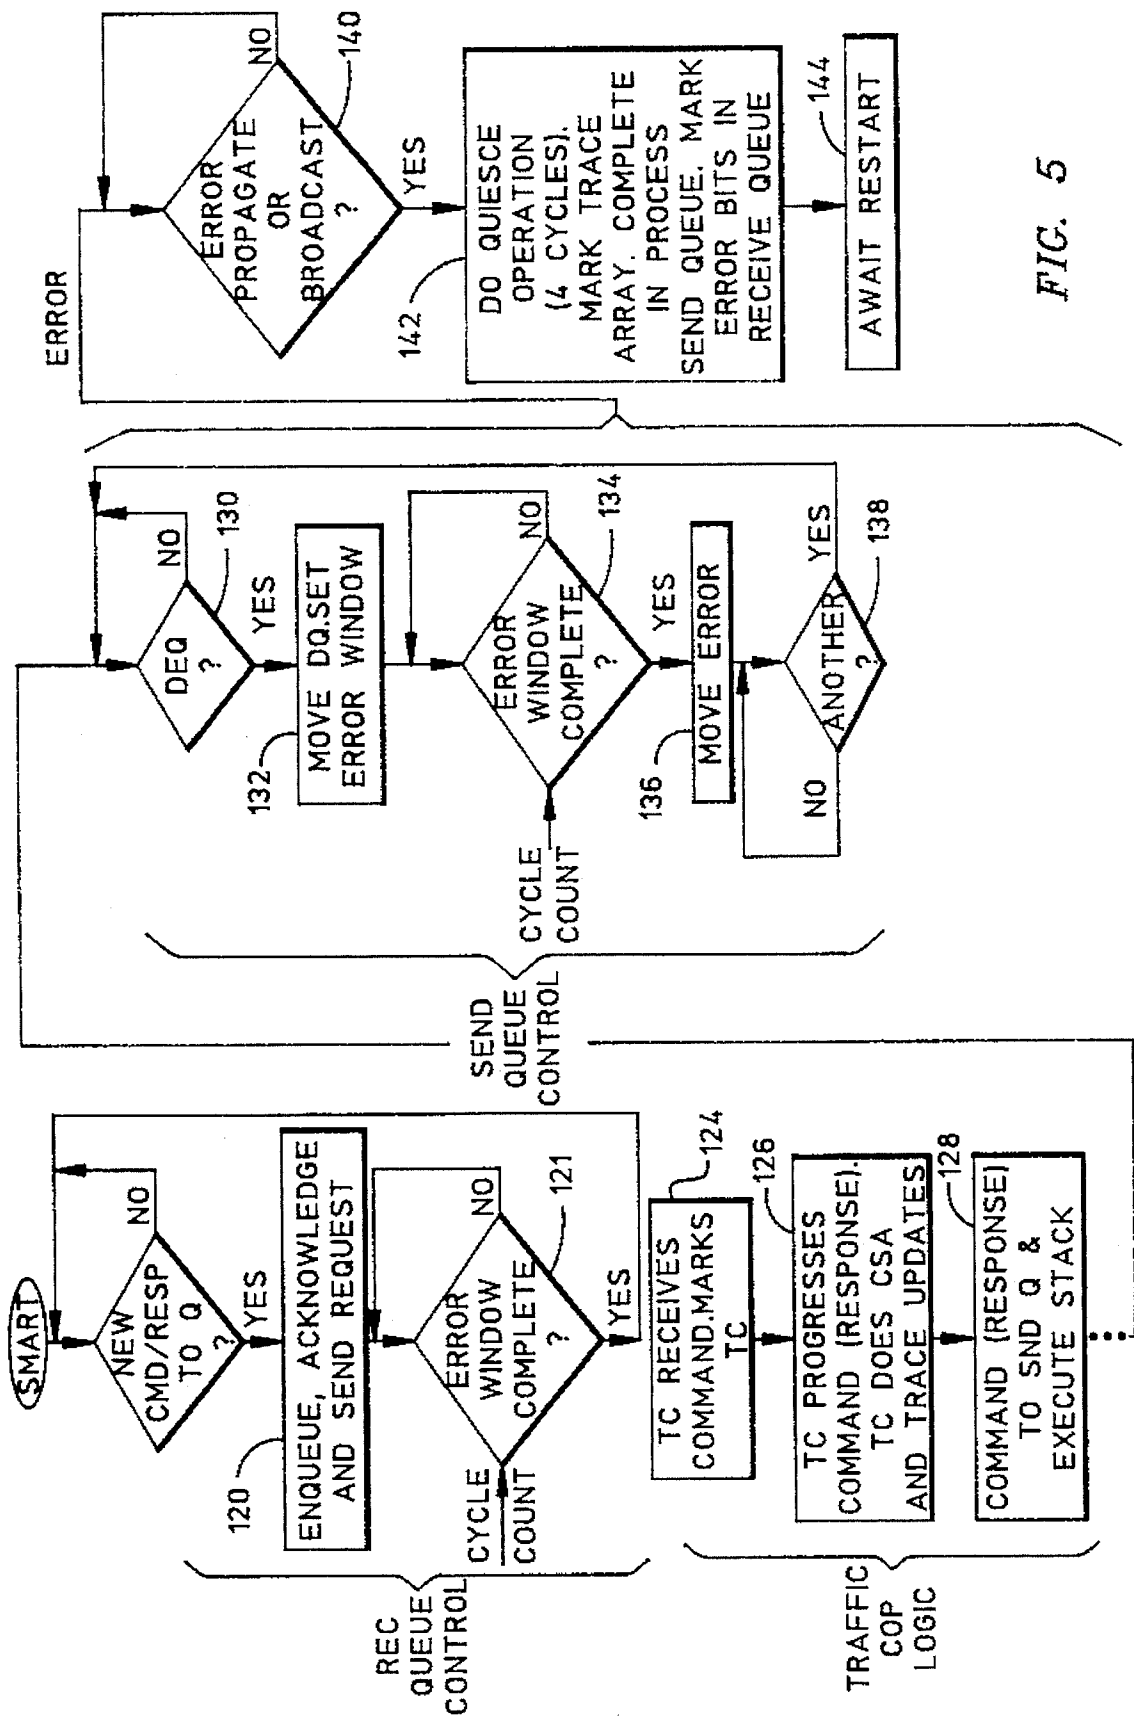 SMART
NEW
CMD/RESP
TO Q
?
NO
YES
120
ENQUEUE, ACKNOWLEDGE
AND SEND REQUEST
CYCLE
COUNT
ERROR
WINDOW
COMPLETE
?
NO
121
YES
REC
QUEUE
CONTROL
TC RECEIVES
COMMAND.MARKS
TC
124
TC PROGRESSES
COMMAND (RESPONSE).
TC DOES CSA
AND TRACE UPDATES
126
COMMAND (RESPONSE)
TO SND Q &
EXECUTE STACK
128
TRAFFIC
COP
LOGIC
SEND
QUEUE
CONTROL
DEQ
?
NO
130
YES
132
MOVE DQ.SET
ERROR WINDOW
CYCLE
COUNT
ERROR
WINDOW
COMPLETE
?
NO
134
YES
136
MOVE ERROR
ANOTHER
?
NO
YES
138
ERROR
ERROR
PROPAGATE
OR
BROADCAST
?
NO
140
YES
142
DO QUIESCE
OPERATION
(4 CYCLES).
MARK TRACE
ARRAY. COMPLETE
IN PROCESS
SEND QUEUE. MARK
ERROR BITS IN
RECEIVE QUEUE
AWAIT RESTART
144
FIG. 5